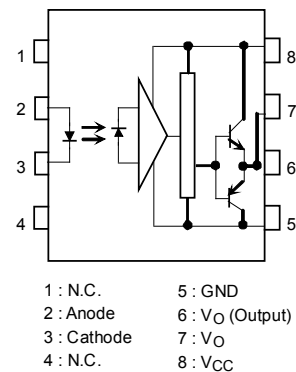 1
8
2
7
3
6
4
5
1 : N.C.
5 : GND
2 : Anode
6 : VO (Output)
3 : Cathode
7 : VO
4 : N.C.
8 : VCC